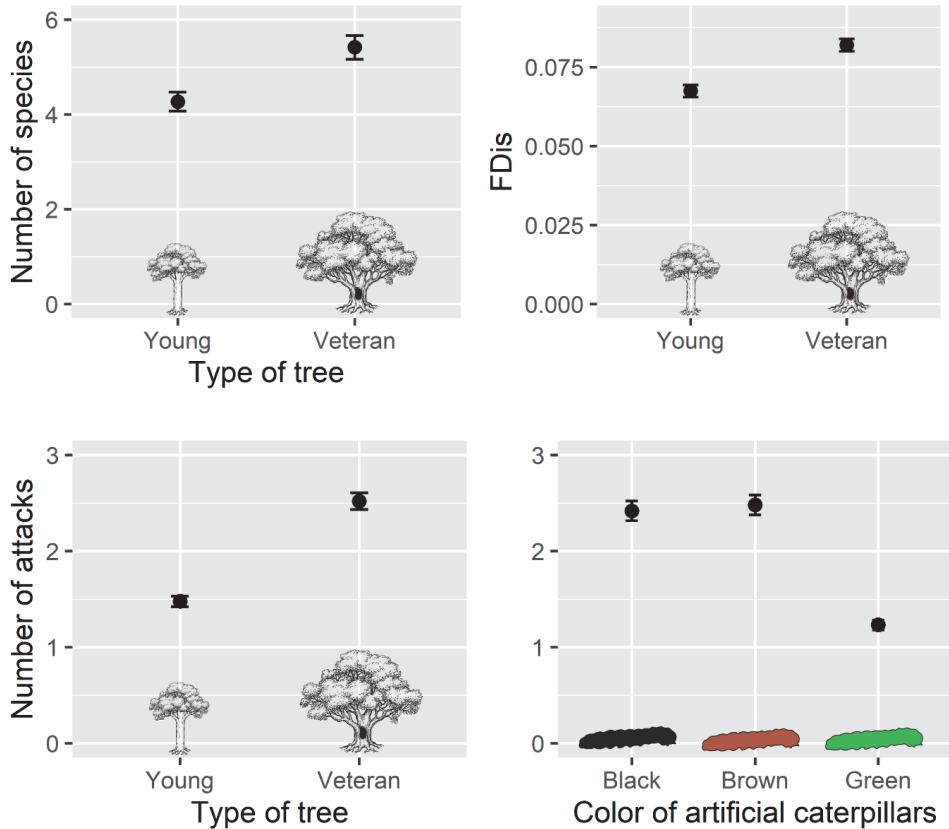 Number of species
6
4
2
0
Young Veteran
Type of tree
FDis
0.075
0.050
0.025
0.000
Young Veteran
Number of attacks
3
2
1
0
Young Veteran
Type of tree
3
2
1
0
Black Brown Green
Color of artificial caterpillars